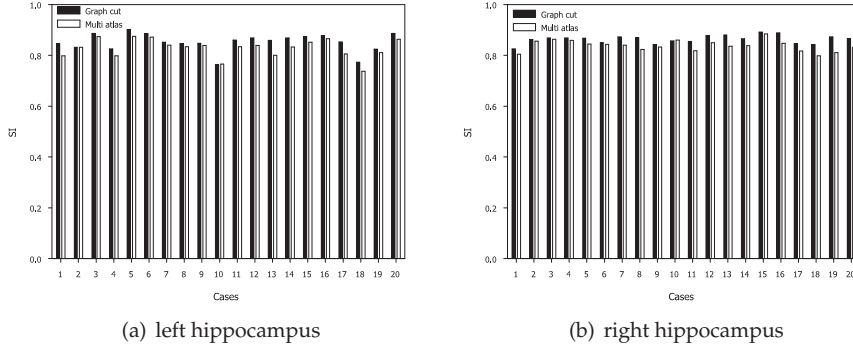 1.0
0.8
0.6
0.4
0.2
0.0
SI
Graph cut
Multi atlas
1 2 3 4 5 6 7 8 9 10 11 12 13 14 15 16 17 18 19 20
Cases
(a) left hippocampus
1.0
0.8
0.6
0.4
0.2
0.0
SI
Graph cut
Multi atlas
1 2 3 4 5 6 7 8 9 10 11 12 13 14 15 16 17 18 19 20
Cases
(b) right hippocampus